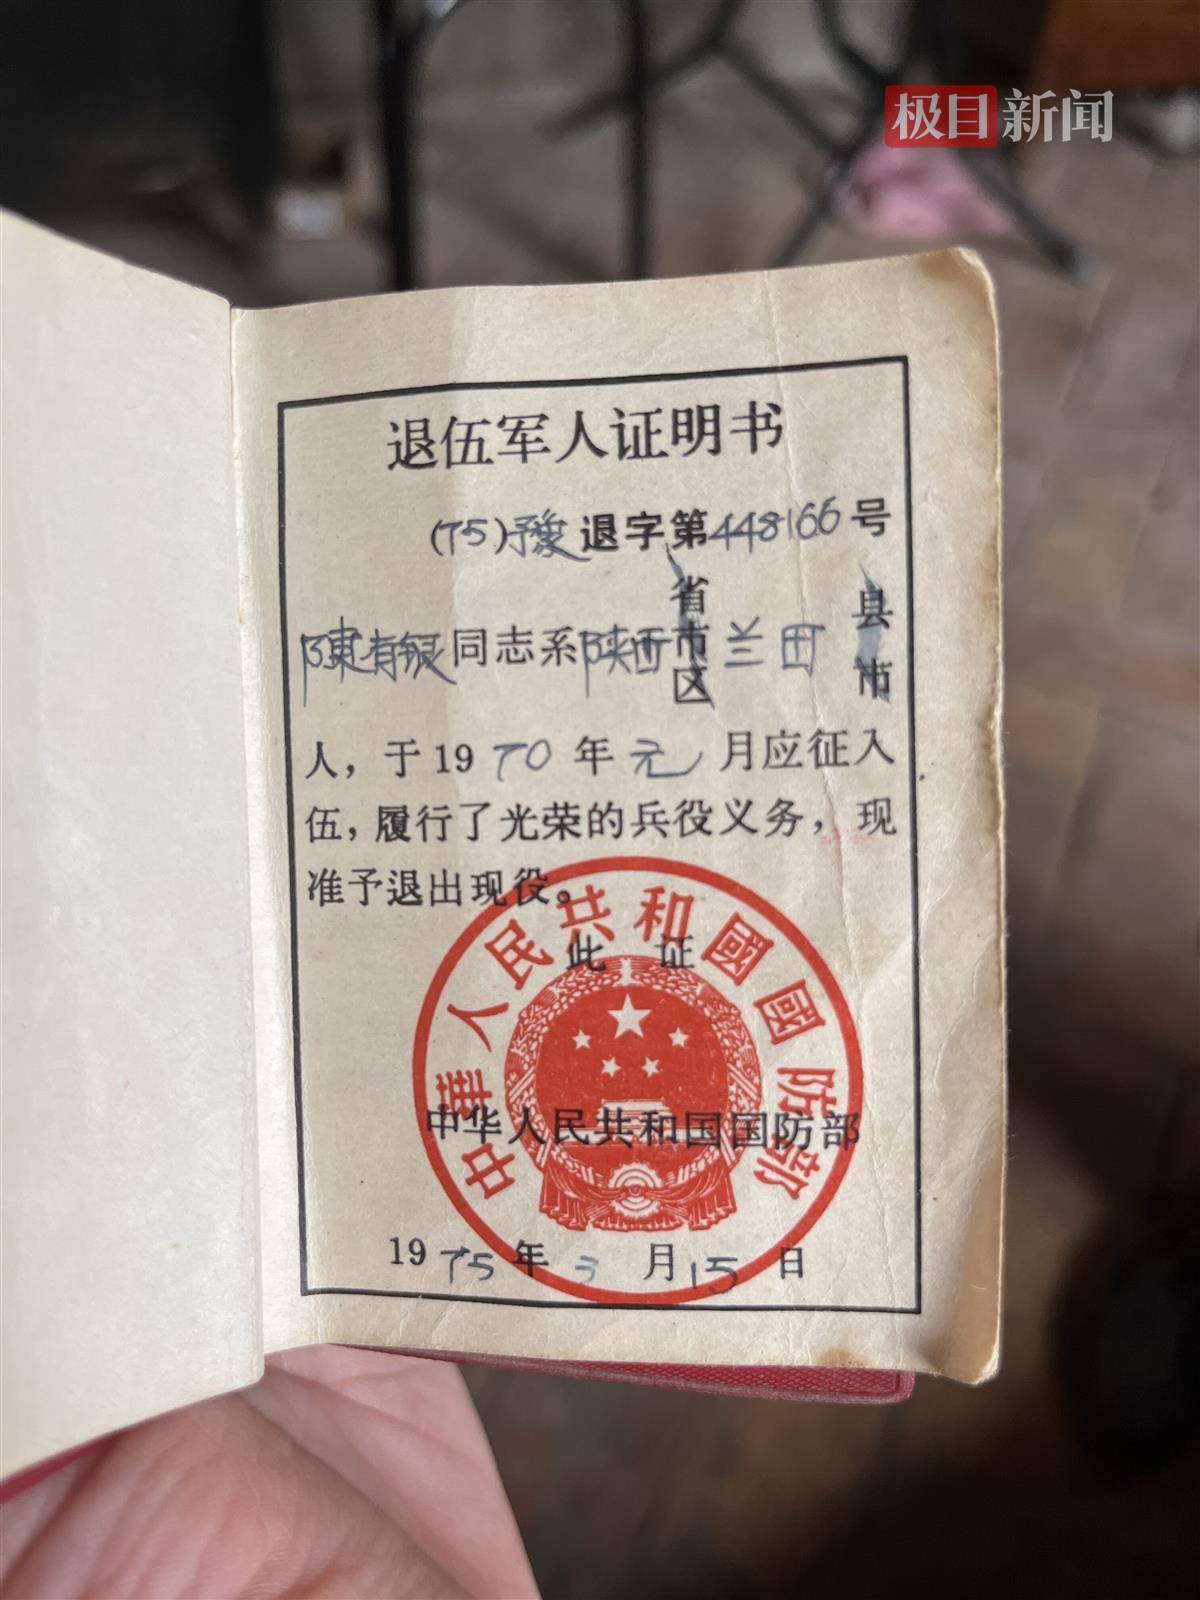 极目新闻
退伍军人证明书
(75)豫退字第448166号
陳有银同志系陕西省市区兰田县市
人，于1970年元月应征入
伍，履行了光荣的兵役义务，现
准予退出现役。
此证
中華人民共和國國防部
中华人民共和国国防部
1975年3月15日